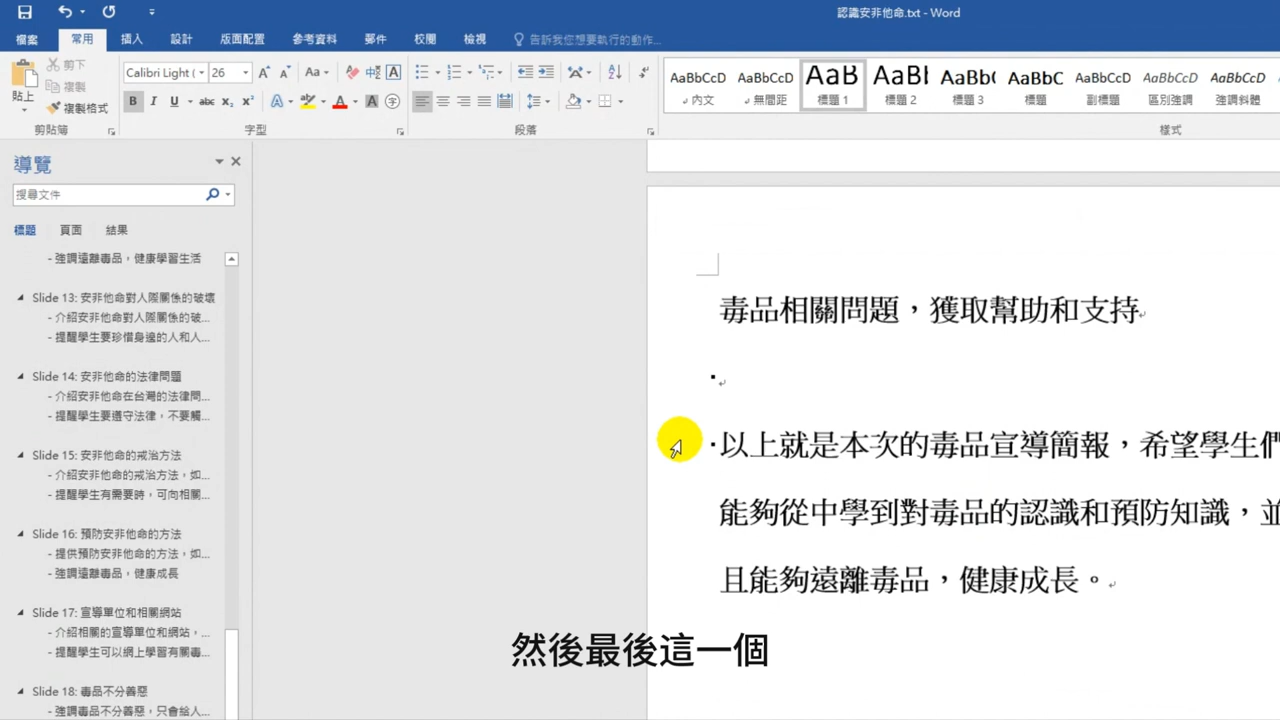 認識安非他命.txt - Word
檔案 常用 插入 設計 版面配置 參考資料 郵件 校閱 檢視 告訴我您想要執行的動作...
貼上 剪下 複製 複製格式
Calibri Light ( 26
AaBbCcD AaBbCcD AaBb AaBbI AaBb( AaBbC AaBbCcD AaBbCcD AaBbCcD
內文 無間距 標題 1 標題 2 標題 3 標題 副標題 區別強調 強調斜體
剪貼簿 字型 段落 樣式
導覽
搜尋文件
標題 頁面 結果
- 強調遠離毒品，健康學習生活
Slide 13: 安非他命對人際關係的破壞
- 介紹安非他命對人際關係的破...
- 提醒學生要珍惜身邊的人和人...
Slide 14: 安非他命的法律問題
- 介紹安非他命在台灣的法律問...
- 提醒學生要遵守法律，不要觸...
Slide 15: 安非他命的戒治方法
- 介紹安非他命的戒治方法，如...
- 提醒學生有需要時，可向相關...
Slide 16: 預防安非他命的方法
- 提供預防安非他命的方法，如...
- 強調遠離毒品，健康成長
Slide 17: 宣導單位和相關網站
- 介紹相關的宣導單位和網站，...
- 提醒學生可以網上學習有關毒...
Slide 18: 毒品不分善惡
- 強調毒品不分善惡，只會給人...
毒品相關問題，獲取幫助和支持
以上就是本次的毒品宣導簡報，希望學生們
能夠從中學到對毒品的認識和預防知識，並
且能夠遠離毒品，健康成長。
然後最後這一個